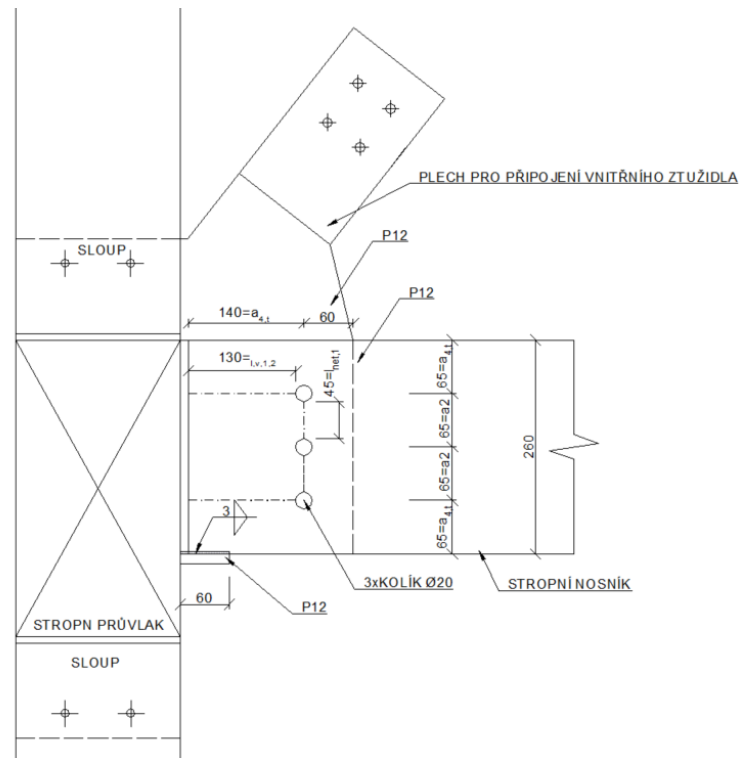 PLECH PRO PŘIPOJENÍ VNITŘNÍHO ZTUŽIDLA
SLOUP
P12
P12
140=a4,t
60
130=l,v,1,2
45=lnet,1
65=a4,t
65=a2
65=a2
65=a4,t
260
3
60
3xKOLÍK Ø20
STROPNÍ NOSNÍK
P12
STROPN PRŮVLAK
SLOUP